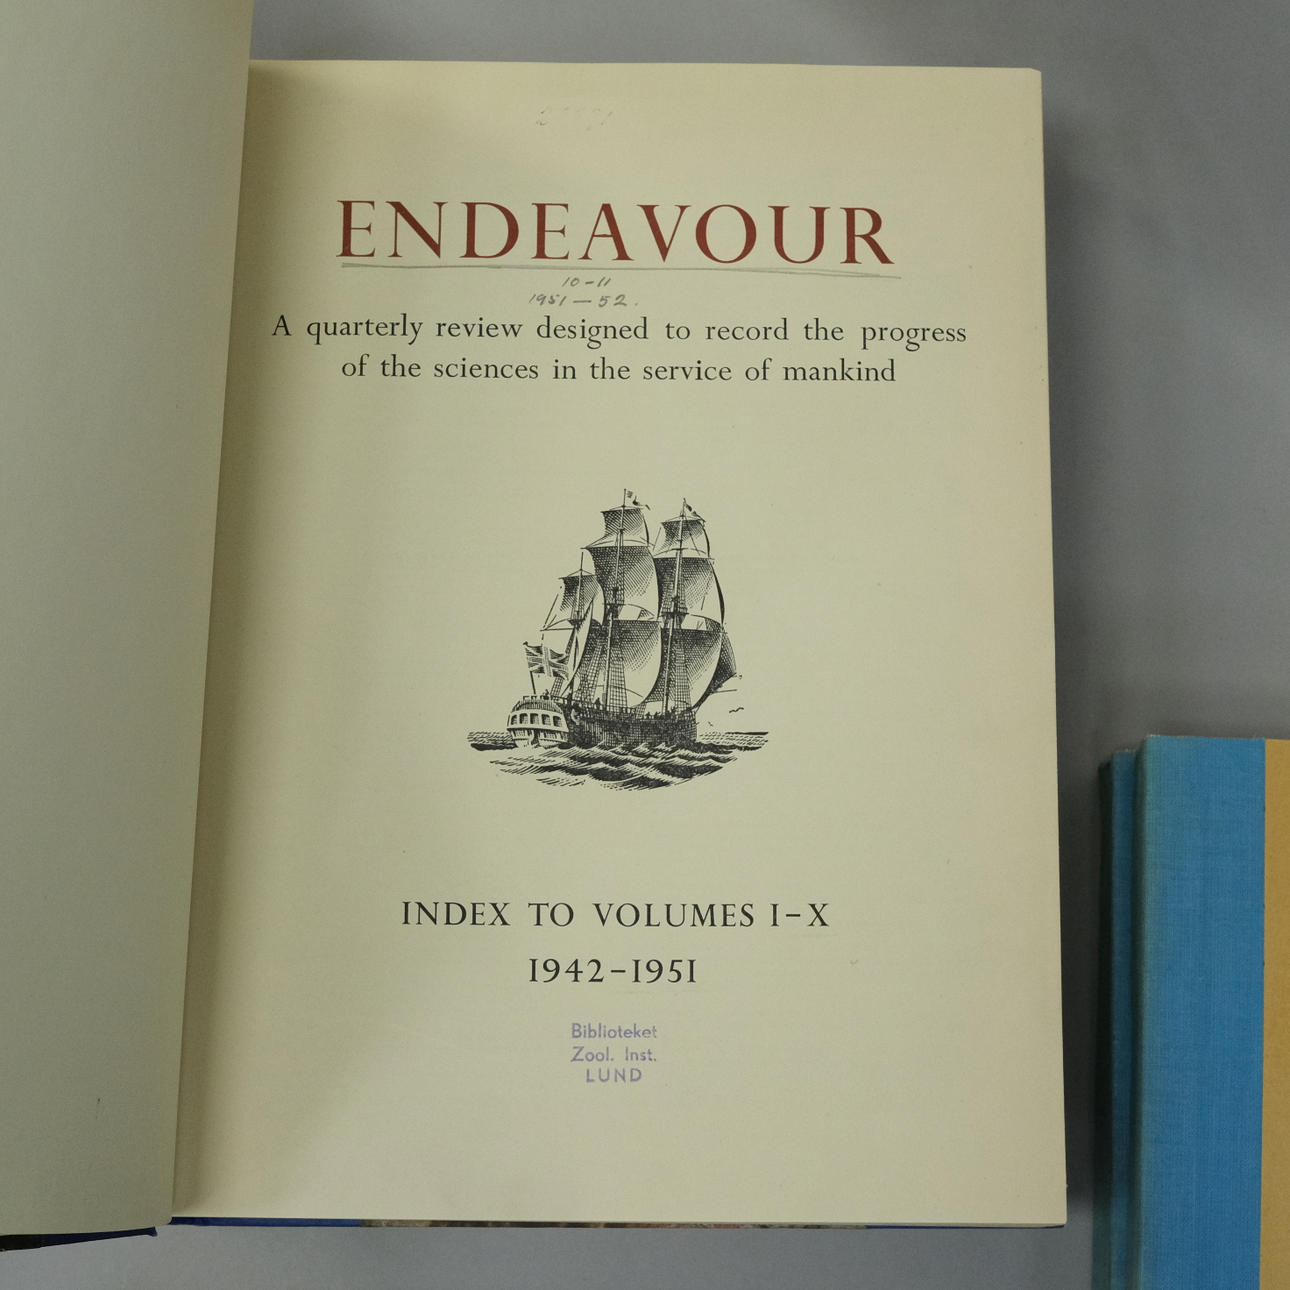 ENDEAVOUR
10-11
1951-52.
A quarterly review designed to record the progress
of the sciences in the service of mankind
INDEX TO VOLUMES I-X
1942-1951
Biblioteket
Zool. Inst.
LUND